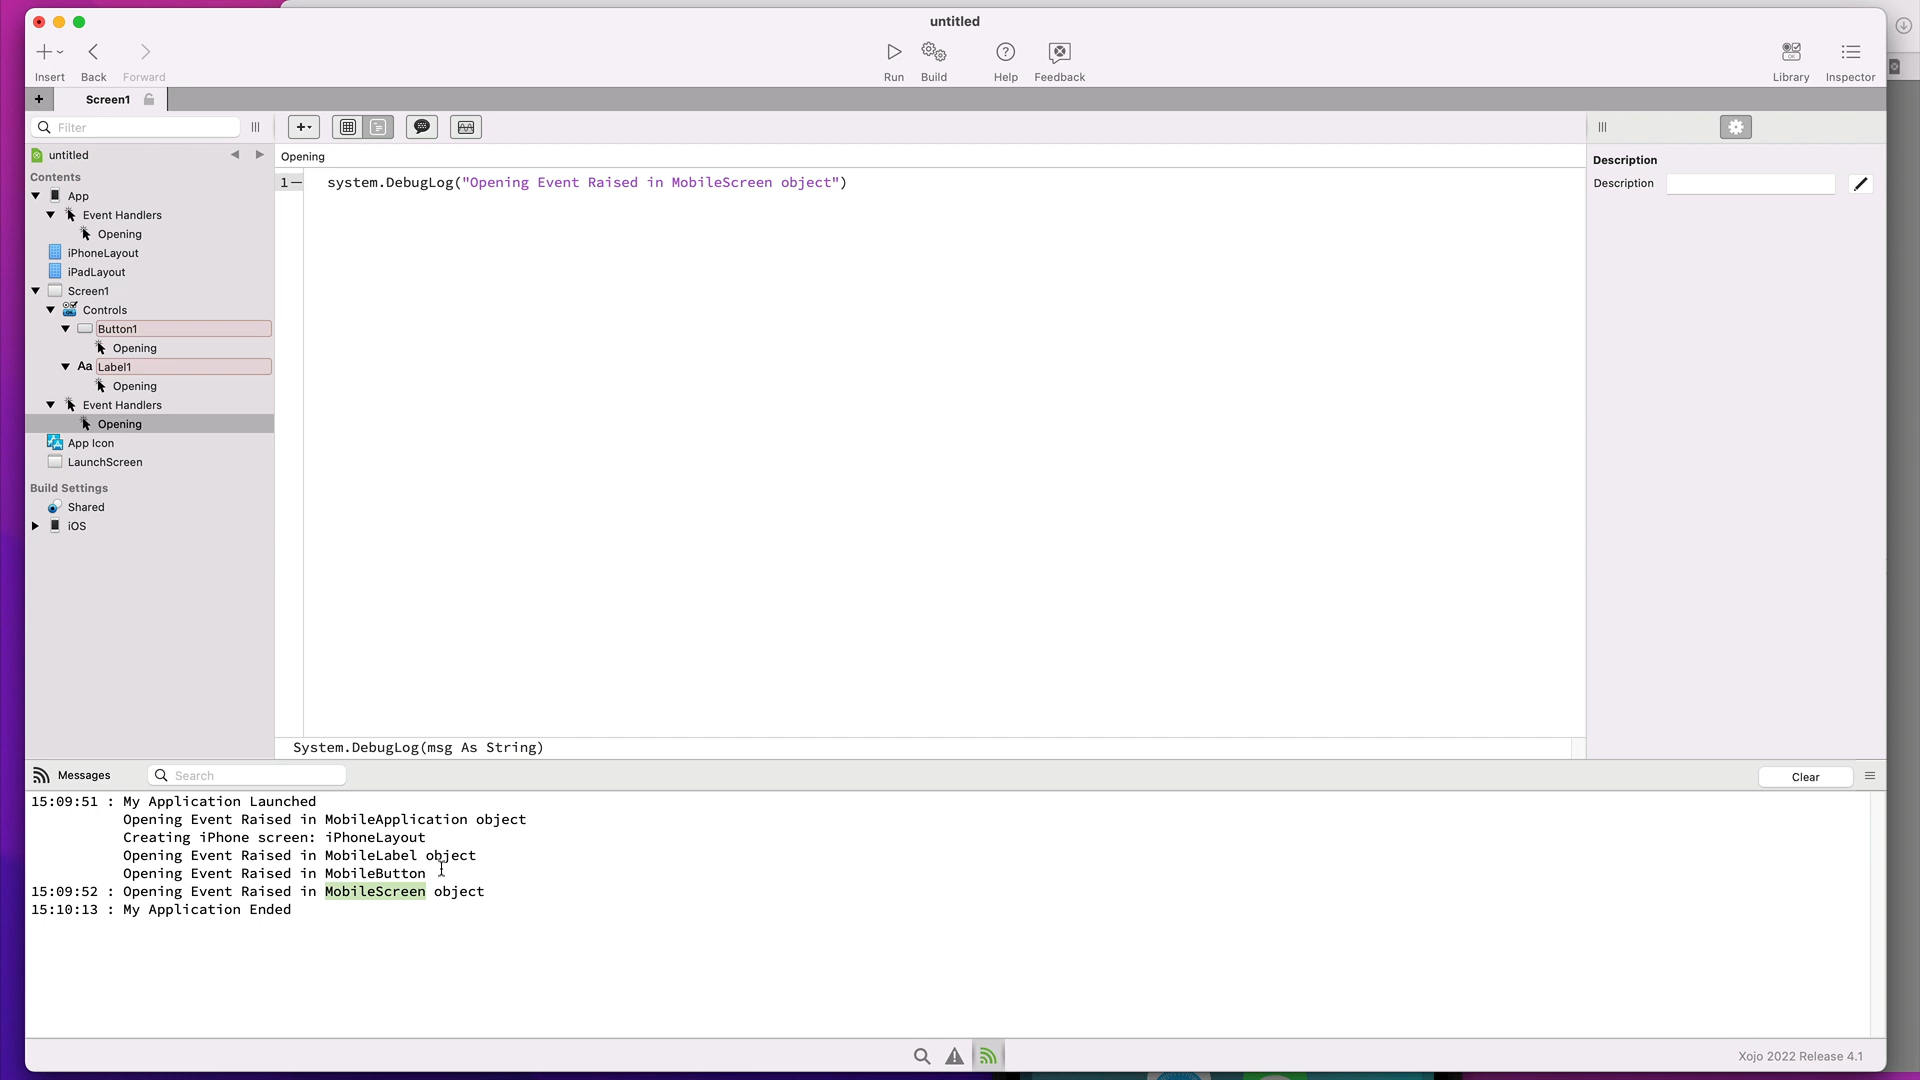 untitled
Insert
Back
Forward
Run
Build
Help
Feedback
Library
Inspector
Screen1
Filter
untitled
Contents
App
Event Handlers
Opening
iPhoneLayout
iPadLayout
Screen1
Controls
Button1
Opening
Aa Label1
Opening
Event Handlers
Opening
App Icon
LaunchScreen
Build Settings
Shared
iOS
Opening
1 system.DebugLog("Opening Event Raised in MobileScreen object")
System.DebugLog(msg As String)
Description
Description
Messages
Search
Clear
15:09:51 : My Application Launched
Opening Event Raised in MobileApplication object
Creating iPhone screen: iPhoneLayout
Opening Event Raised in MobileLabel object
Opening Event Raised in MobileButton
15:09:52 : Opening Event Raised in MobileScreen object
15:10:13 : My Application Ended
Xojo 2022 Release 4.1